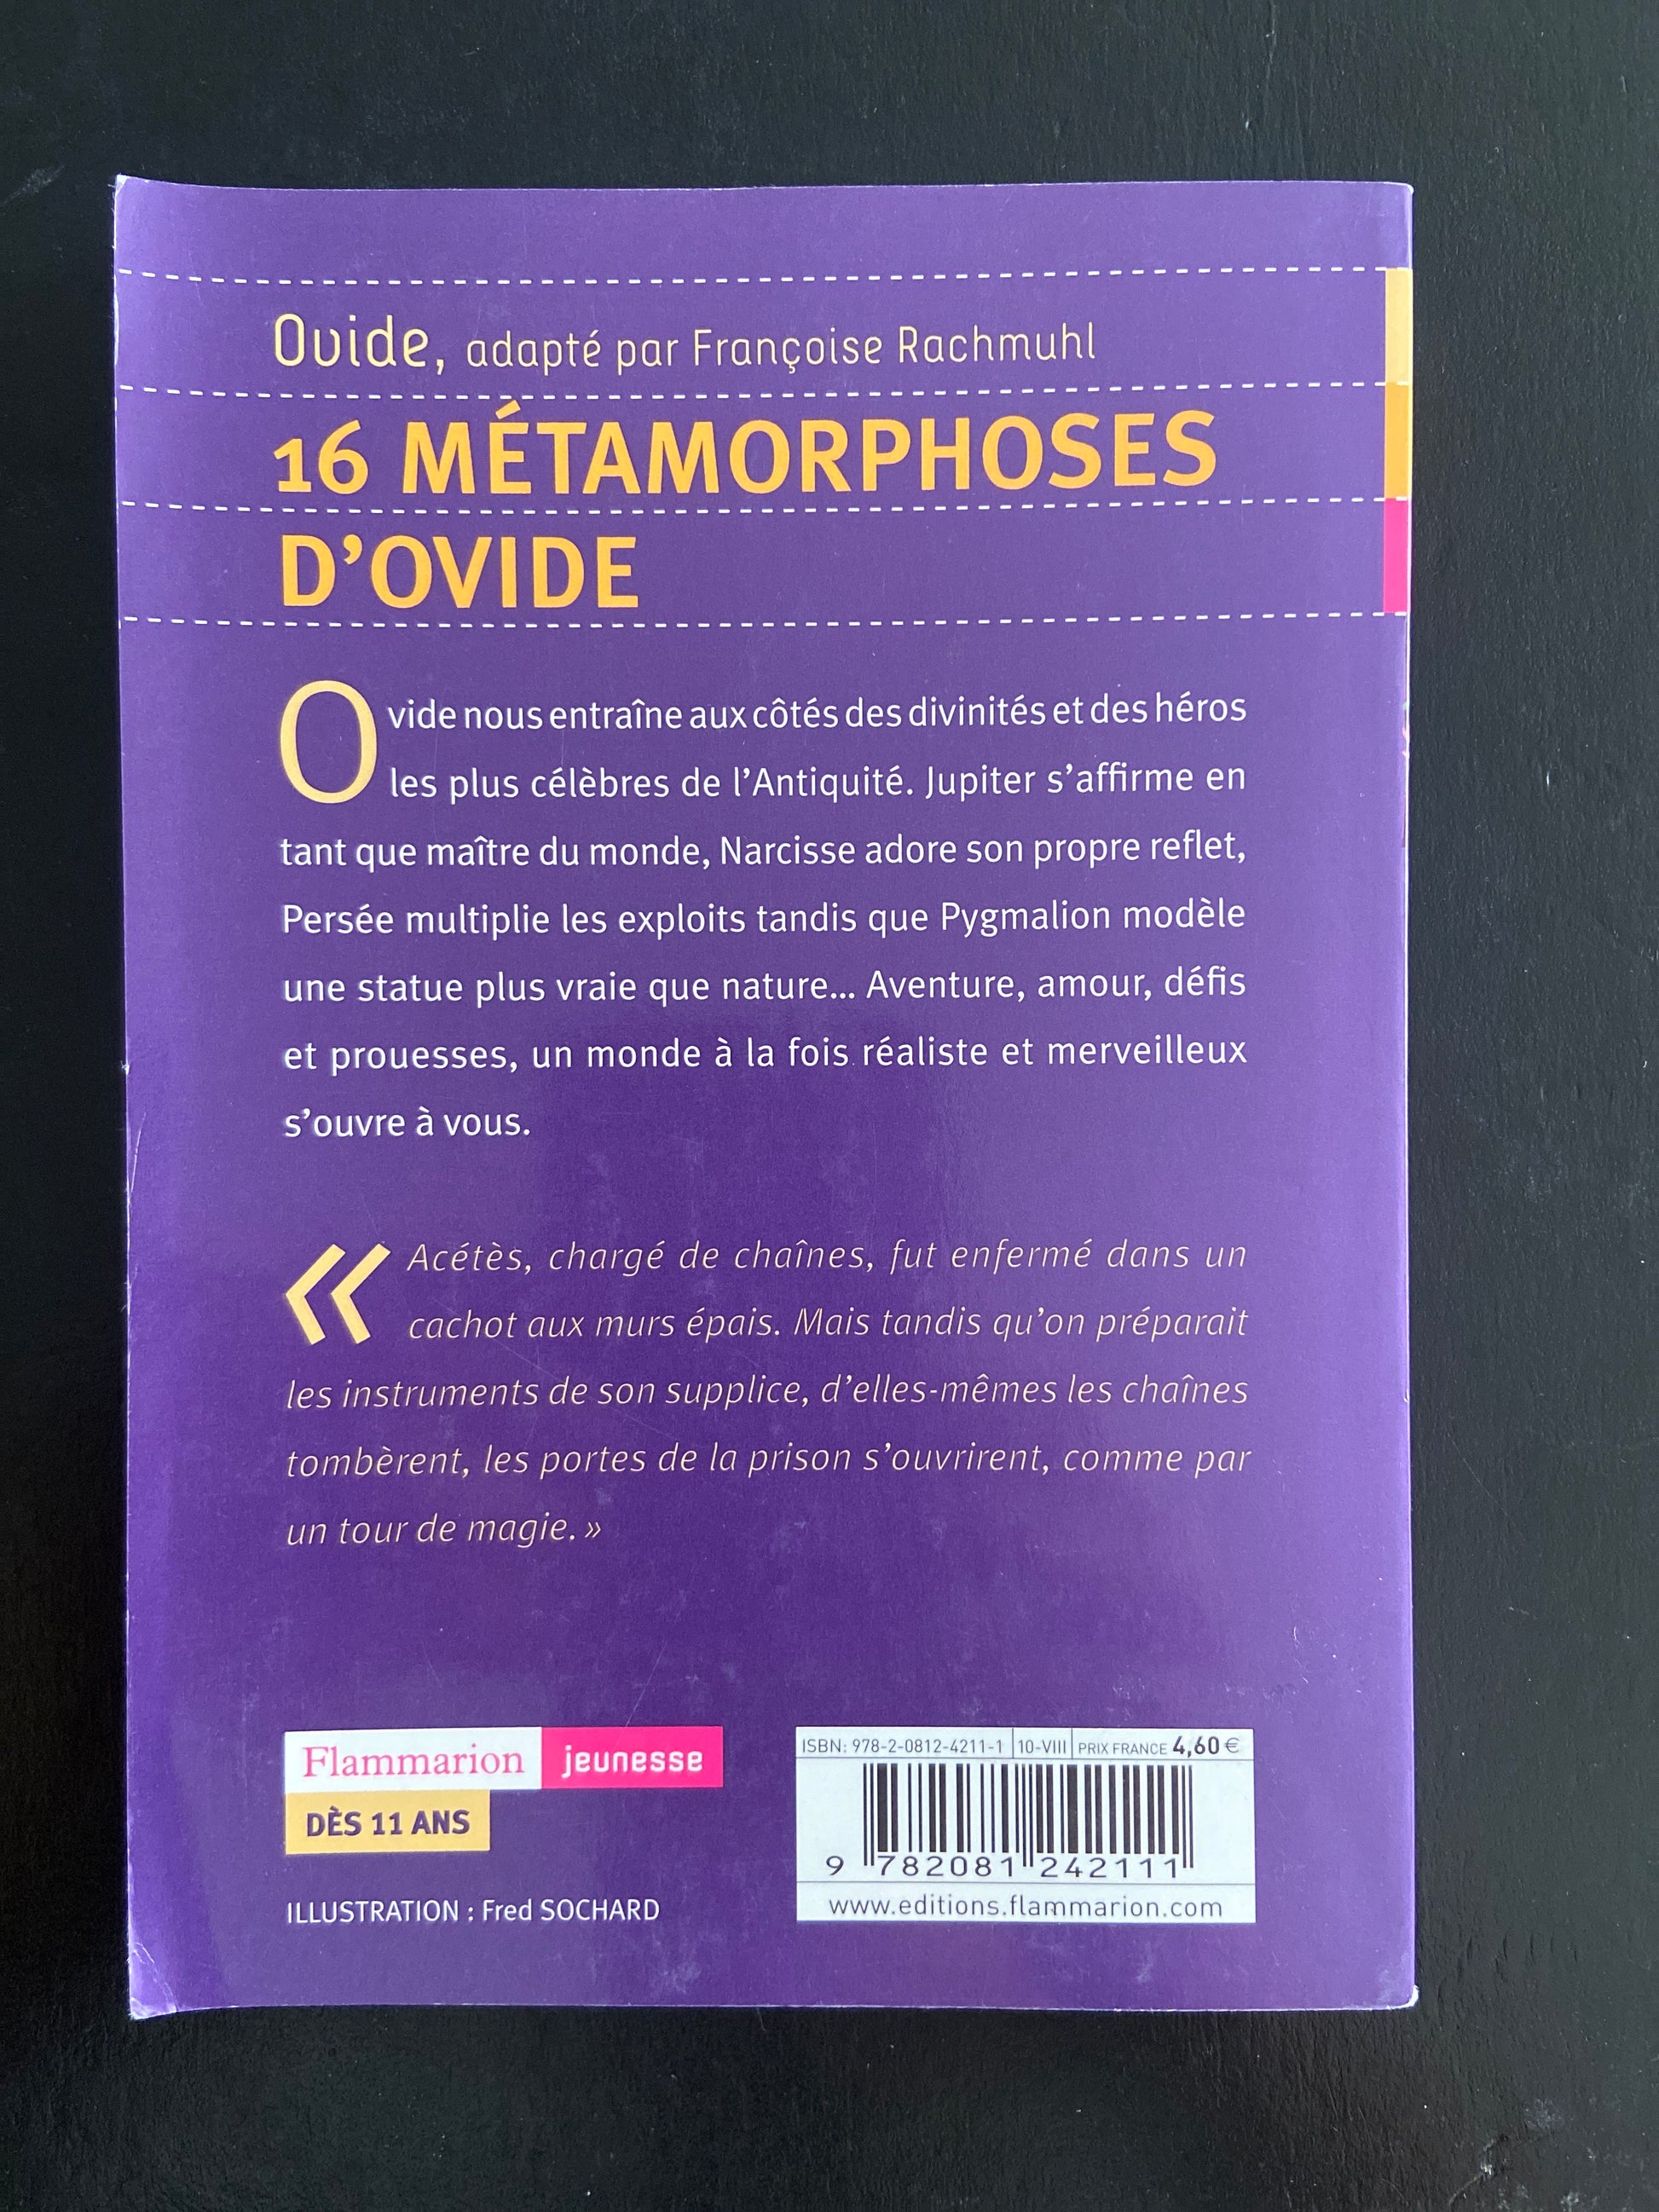 Ovide, adapté par Françoise Rachmuhl
16 MÉTAMORPHOSES
D’OVIDE
Ovide nous entraîne aux côtés des divinités et des héros
les plus célèbres de l’Antiquité. Jupiter s’affirme en
tant que maître du monde, Narcisse adore son propre reflet,
Persée multiplie les exploits tandis que Pygmalion modèle
une statue plus vraie que nature... Aventure, amour, défis
et prouesses, un monde à la fois réaliste et merveilleux
s’ouvre à vous.
« Acétès, chargé de chaînes, fut enfermé dans un
cachot aux murs épais. Mais tandis qu’on préparait
les instruments de son supplice, d’elles-mêmes les chaînes
tombèrent, les portes de la prison s’ouvrirent, comme par
un tour de magie. »
Flammarion jeunesse
DÈS 11 ANS
ILLUSTRATION : Fred SOCHARD
ISBN: 978-2-0812-4211-1 10-VIII PRIX FRANCE 4,60 €
9 782081 242111
www.editions.flammarion.com